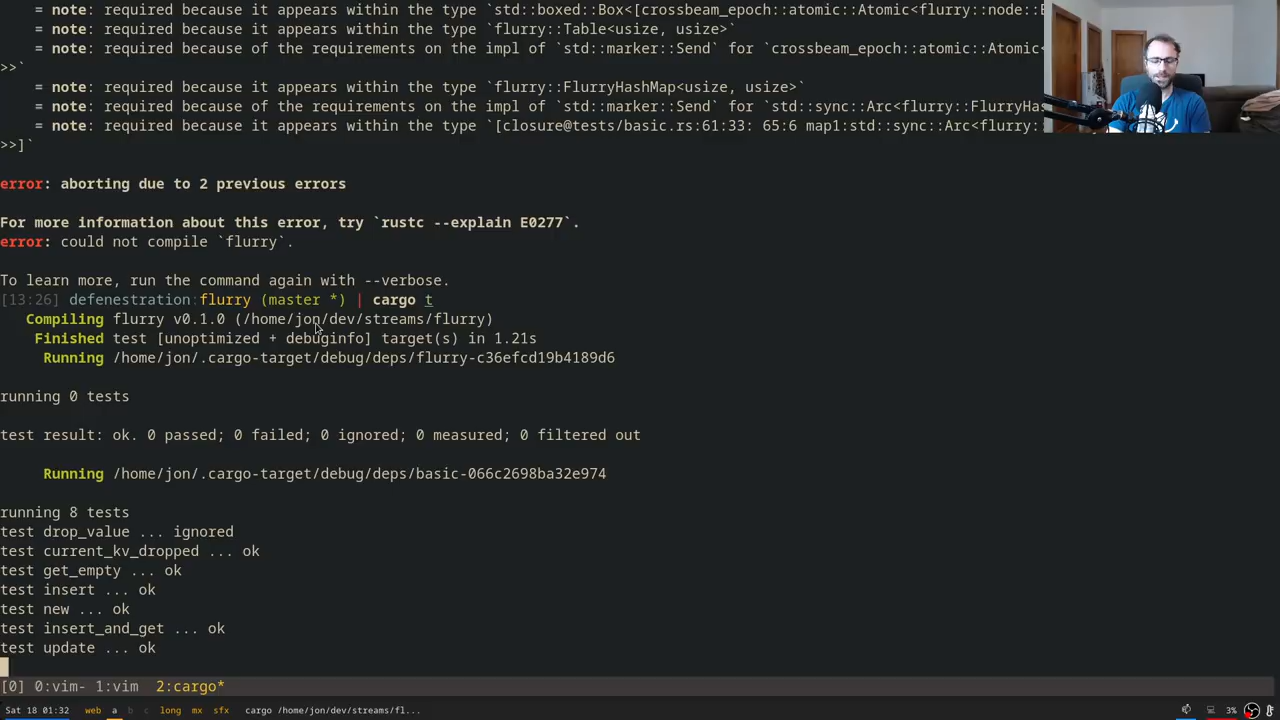 = note: required because it appears within the type `std::boxed::Box<[crossbeam_epoch::atomic::Atomic<flurry::node::B
= note: required because it appears within the type `flurry::Table<usize, usize>`
= note: required because of the requirements on the impl of `std::marker::Send` for `crossbeam_epoch::atomic::Atomic<
>>`
= note: required because it appears within the type `flurry::FlurryHashMap<usize, usize>`
= note: required because of the requirements on the impl of `std::marker::Send` for `std::sync::Arc<flurry::FlurryHas
= note: required because it appears within the type `[closure@tests/basic.rs:61:33: 65:6 map1:std::sync::Arc<flurry::
>>]`
error: aborting due to 2 previous errors
For more information about this error, try `rustc --explain E0277`.
error: could not compile `flurry`.
To learn more, run the command again with --verbose.
[13:26] defenestration:flurry (master *) | cargo t
Compiling flurry v0.1.0 (/home/jon/dev/streams/flurry)
Finished test [unoptimized + debuginfo] target(s) in 1.21s
Running /home/jon/.cargo-target/debug/deps/flurry-c36efcd19b4189d6
running 0 tests
test result: ok. 0 passed; 0 failed; 0 ignored; 0 measured; 0 filtered out
Running /home/jon/.cargo-target/debug/deps/basic-066c2698ba32e974
running 8 tests
test drop_value ... ignored
test current_kv_dropped ... ok
test get_empty ... ok
test insert ... ok
test new ... ok
test insert_and_get ... ok
test update ... ok
[0] 0:vim- 1:vim 2:cargo*
Sat 18 01:32 web a b c long mx sfx cargo /home/jon/dev/streams/fl... 3%